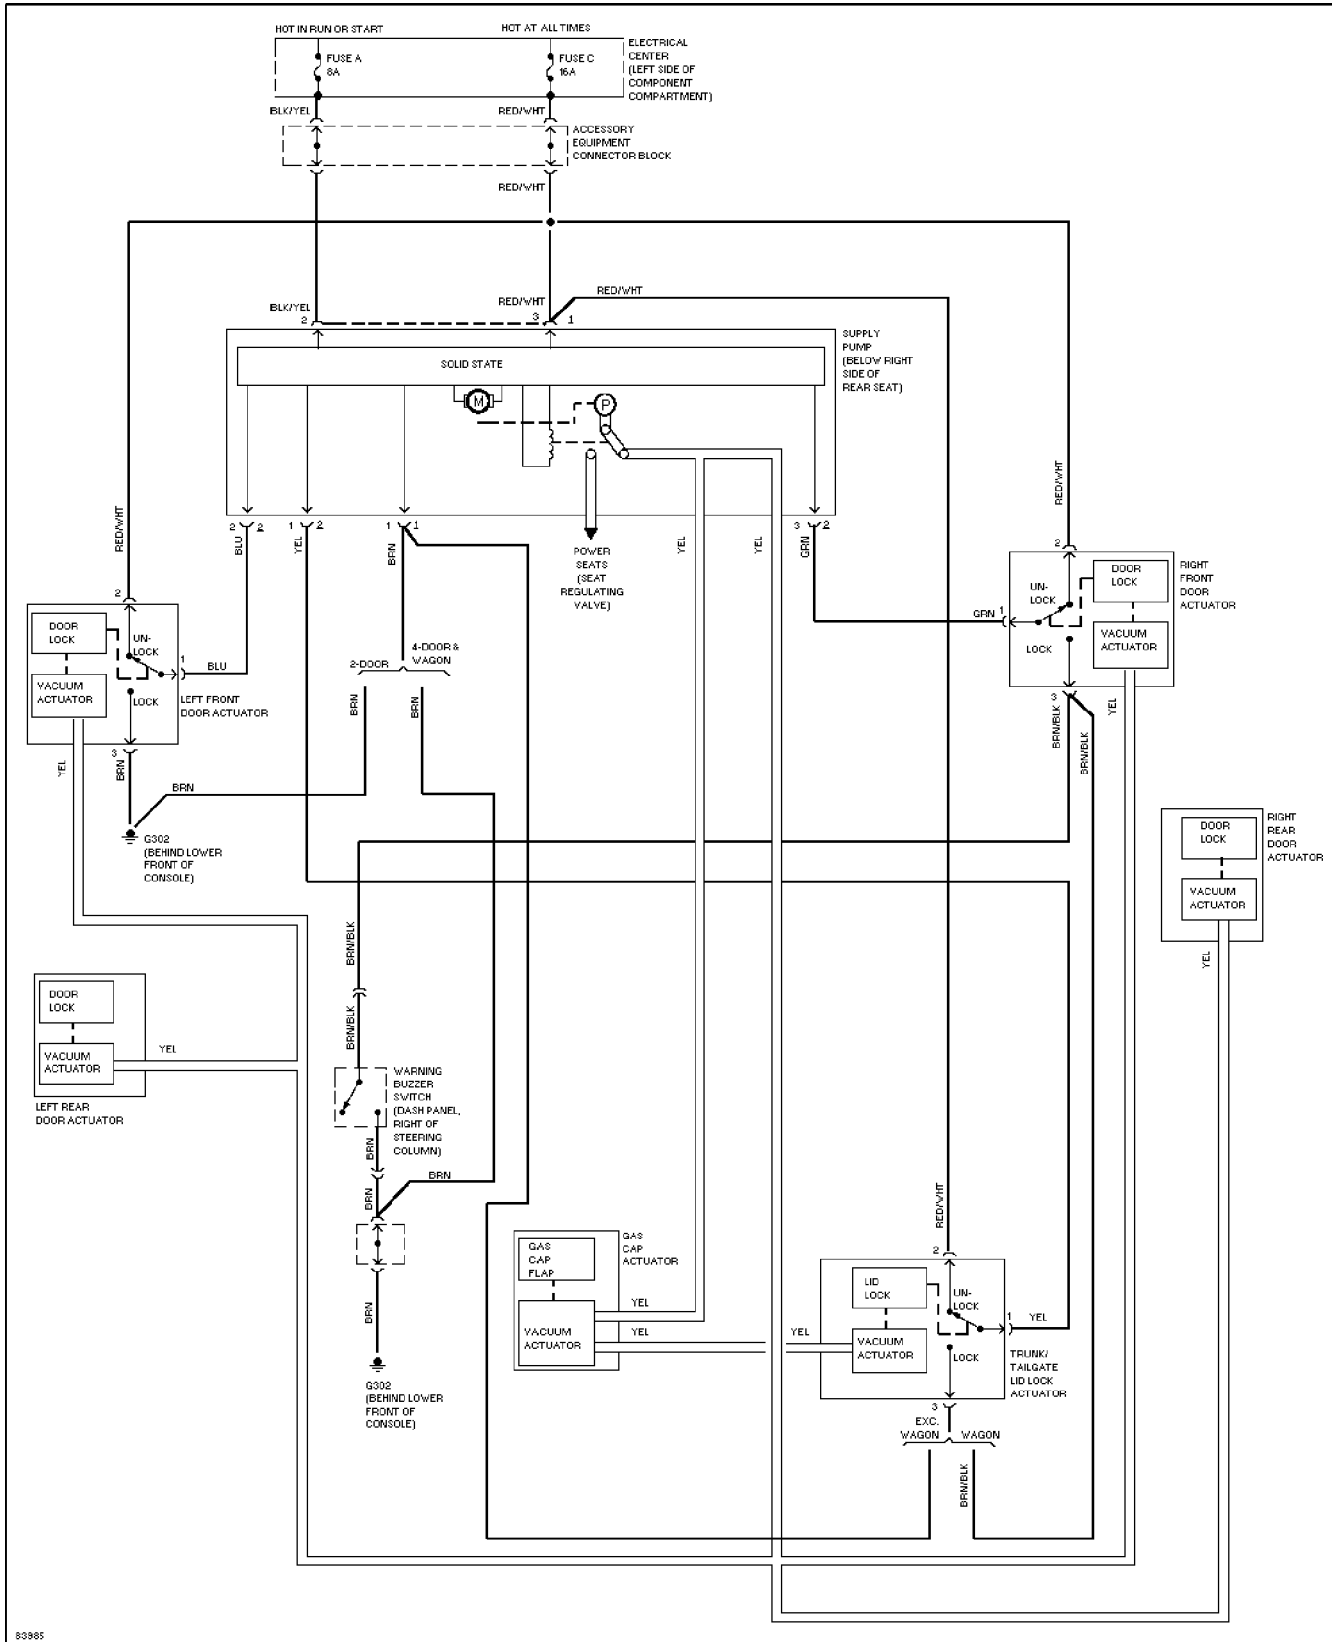 HOT IN RUN OR START
HOT AT ALL TIMES
FUSE A
8A
FUSE C
16A
ELECTRICAL
CENTER
(LEFT SIDE OF
COMPONENT
COMPARTMENT)
BLK/YEL
RED/WHT
ACCESSORY
EQUIPMENT
CONNECTOR BLOCK
RED/WHT
RED/WHT
BLK/YEL
RED/WHT
2
3
1
SUPPLY
PUMP
(BELOW RIGHT
SIDE OF
REAR SEAT)
SOLID STATE
M
P
RED/WHT
RED/WHT
2 2
1 2
1 1
3 2
BLU
YEL
BRN
YEL
YEL
GRN
POWER
SEATS
(SEAT
REGULATING
VALVE)
2
DOOR
LOCK
UN-
LOCK
VACUUM
ACTUATOR
LOCK
1
BLU
LEFT FRONT
DOOR ACTUATOR
3
YEL
BRN
2-DOOR
4-DOOR &
WAGON
BRN
BRN
BRN
G302
(BEHIND LOWER
FRONT OF
CONSOLE)
2
DOOR
LOCK
UN-
LOCK
GRN
1
VACUUM
ACTUATOR
LOCK
RIGHT
FRONT
DOOR
ACTUATOR
3
BRN/BLK
BRN/BLK
YEL
DOOR
LOCK
VACUUM
ACTUATOR
RIGHT
REAR
DOOR
ACTUATOR
YEL
BRN/BLK
BRN/BLK
DOOR
LOCK
VACUUM
ACTUATOR
YEL
LEFT REAR
DOOR ACTUATOR
WARNING
BUZZER
SWITCH
(DASH PANEL,
RIGHT OF
STEERING
COLUMN)
BRN
BRN
BRN
BRN
G302
(BEHIND LOWER
FRONT OF
CONSOLE)
GAS
CAP
FLAP
GAS
CAP
ACTUATOR
VACUUM
ACTUATOR
YEL
YEL
YEL
RED/WHT
2
LID
LOCK
UN-
LOCK
1
YEL
VACUUM
ACTUATOR
LOCK
TRUNK/
TAILGATE
LID LOCK
ACTUATOR
3
EXC.
WAGON
WAGON
BRN/BLK
83985